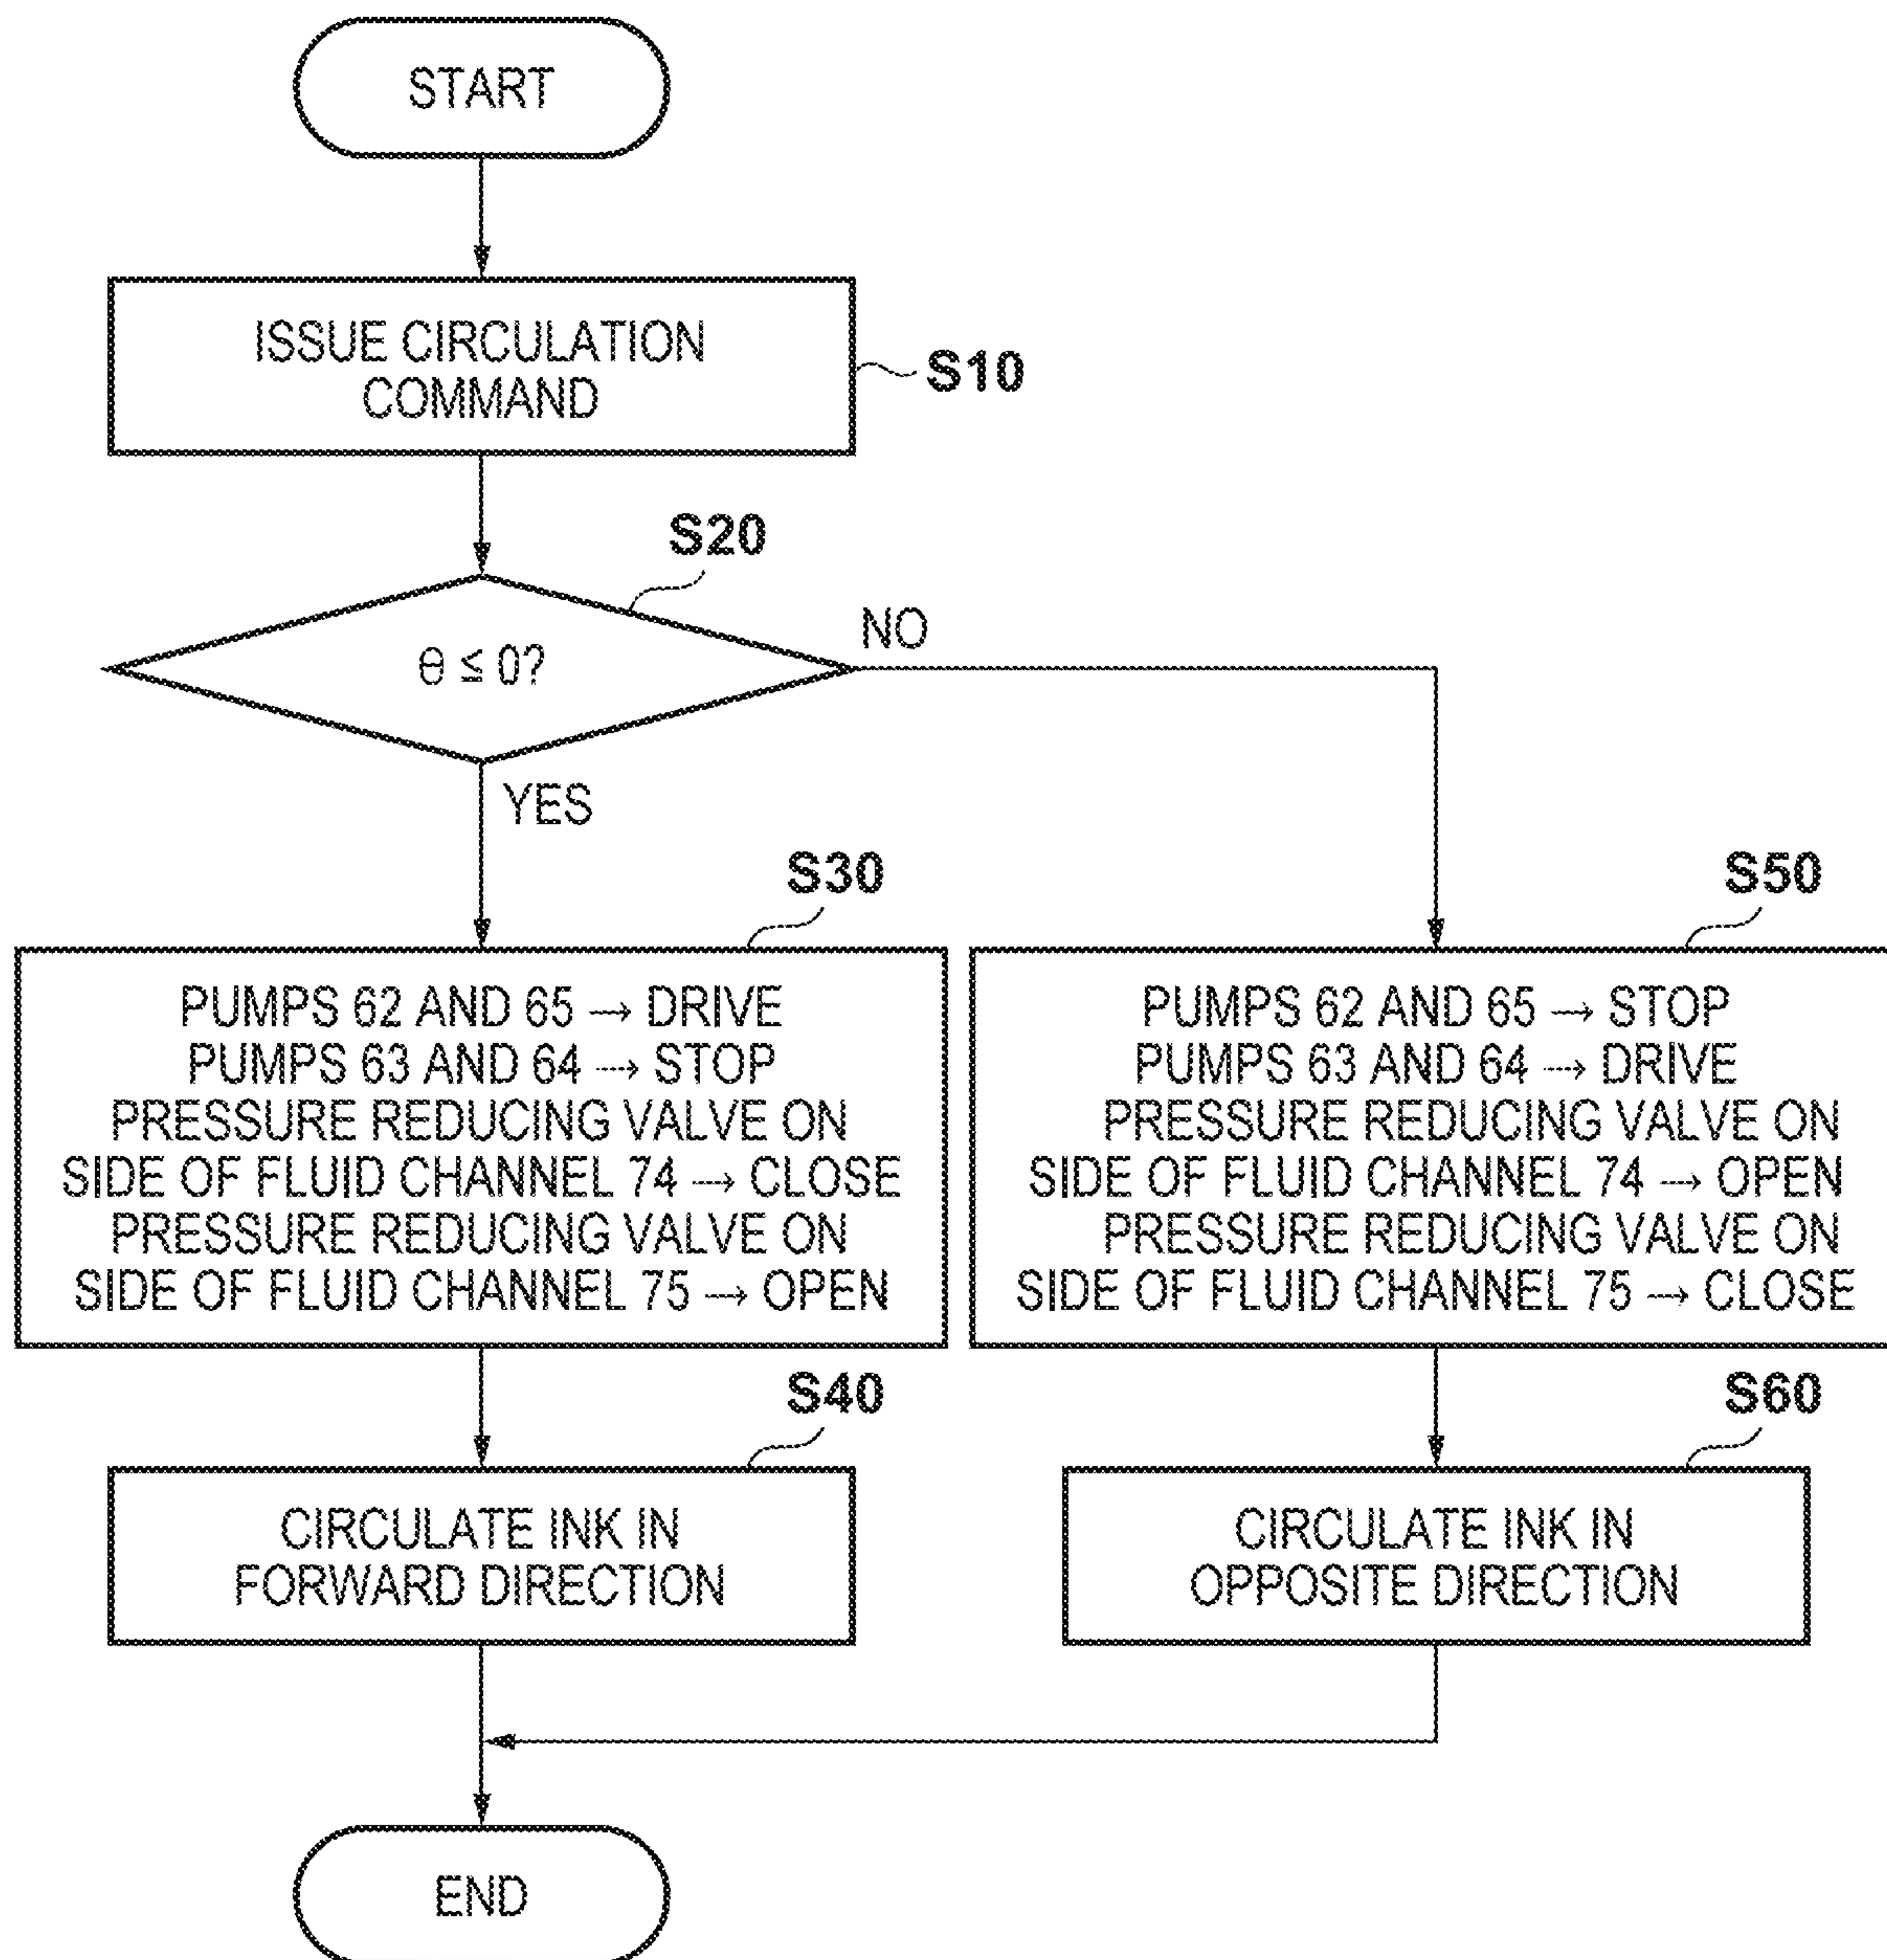 START
ISSUE CIRCULATION
COMMAND
S10
S20
θ ≤ 0?
NO
YES
S30
PUMPS 62 AND 65 → DRIVE
PUMPS 63 AND 64 → STOP
PRESSURE REDUCING VALVE ON
SIDE OF FLUID CHANNEL 74 → CLOSE
PRESSURE REDUCING VALVE ON
SIDE OF FLUID CHANNEL 75 → OPEN
S50
PUMPS 62 AND 65 → STOP
PUMPS 63 AND 64 → DRIVE
PRESSURE REDUCING VALVE ON
SIDE OF FLUID CHANNEL 74 → OPEN
PRESSURE REDUCING VALVE ON
SIDE OF FLUID CHANNEL 75 → CLOSE
S40
CIRCULATE INK IN
FORWARD DIRECTION
S60
CIRCULATE INK IN
OPPOSITE DIRECTION
END